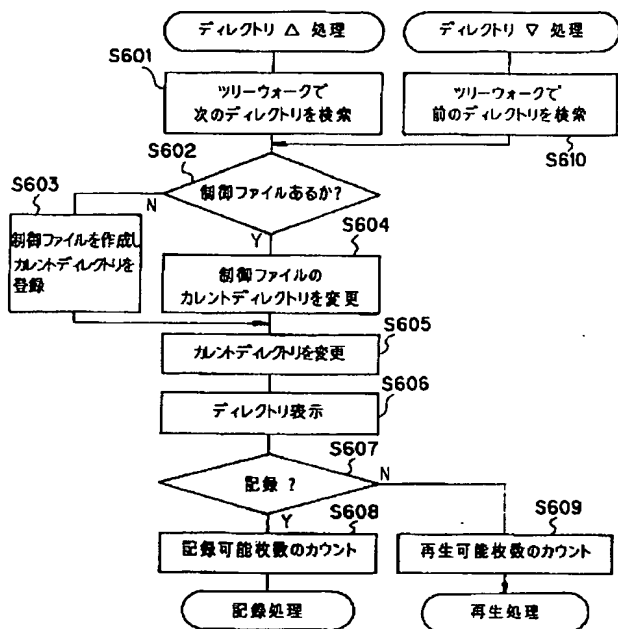 ディレクトリ △ 処理
ディレクトリ ▽ 処理
S601
ツリーウォークで
次のディレクトリを検索
ツリーウォークで
前のディレクトリを検索
S610
S602
制御ファイルあるか?
N
Y
S603
制御ファイルを作成し
カレントディレクトリを
登録
S604
制御ファイルの
カレントディレクトリを変更
S605
カレントディレクトリを変更
S606
ディレクトリ表示
S607
記録 ?
N
Y
S608
記録可能枚数のカウント
S609
再生可能枚数のカウント
記録処理
再生処理